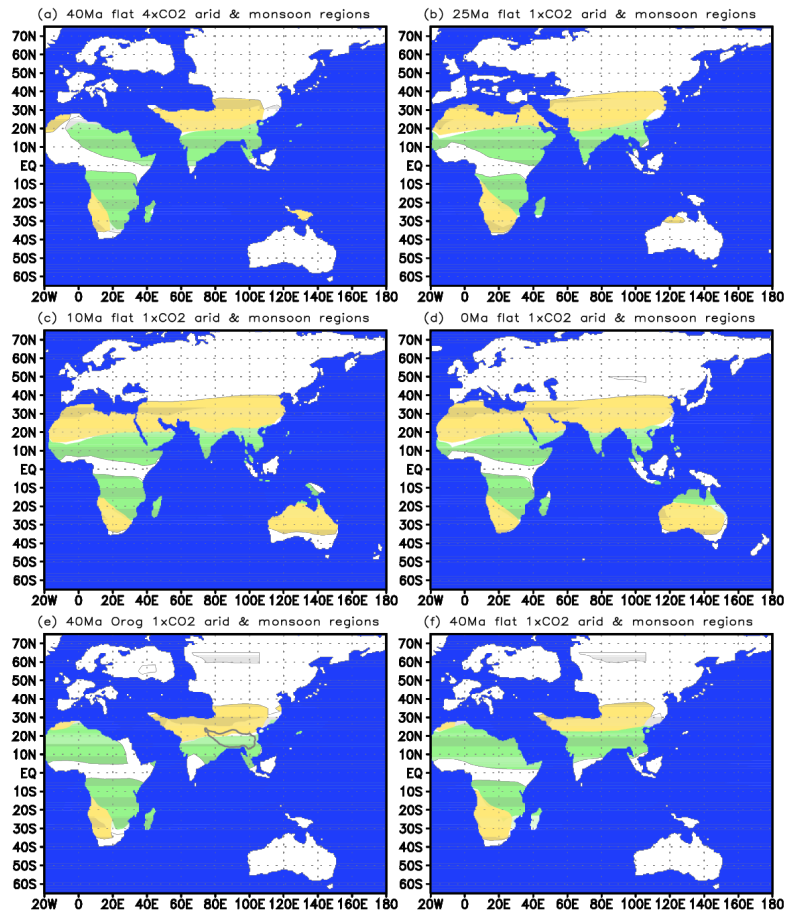 (a) 40Ma flat 4xCO2 arid & monsoon regions
(b) 25Ma flat 1xCO2 arid & monsoon regions
70N
60N
50N
40N
30N
20N
10N
EQ
10S
20S
30S
40S
50S
60S
20W 0 20E 40E 60E 80E 100E 120E 140E 160E 180
70N
60N
50N
40N
30N
20N
10N
EQ
10S
20S
30S
40S
50S
60S
20W 0 20E 40E 60E 80E 100E 120E 140E 160E 180
(c) 10Ma flat 1xCO2 arid & monsoon regions
(d) 0Ma flat 1xCO2 arid & monsoon regions
70N
60N
50N
40N
30N
20N
10N
EQ
10S
20S
30S
40S
50S
60S
20W 0 20E 40E 60E 80E 100E 120E 140E 160E 180
70N
60N
50N
40N
30N
20N
10N
EQ
10S
20S
30S
40S
50S
60S
20W 0 20E 40E 60E 80E 100E 120E 140E 160E 180
(e) 40Ma Orog 1xCO2 arid & monsoon regions
(f) 40Ma flat 1xCO2 arid & monsoon regions
70N
60N
50N
40N
30N
20N
10N
EQ
10S
20S
30S
40S
50S
60S
20W 0 20E 40E 60E 80E 100E 120E 140E 160E 180
70N
60N
50N
40N
30N
20N
10N
EQ
10S
20S
30S
40S
50S
60S
20W 0 20E 40E 60E 80E 100E 120E 140E 160E 180